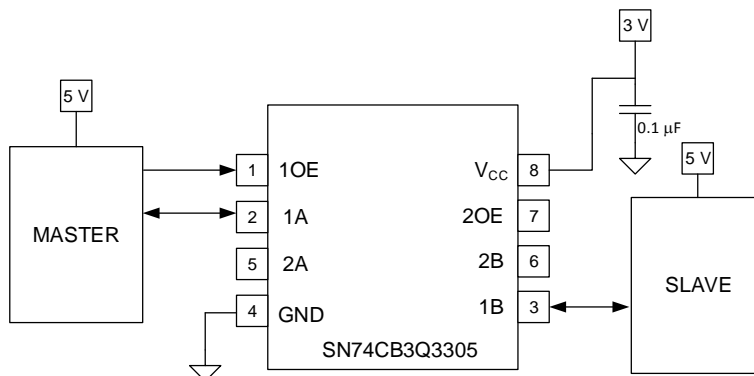 3 V
0.1 µF
5 V
MASTER
1 1OE
2 1A
5 2A
4 GND
V_CC 8
2OE 7
2B 6
1B 3
SN74CB3Q3305
5 V
SLAVE